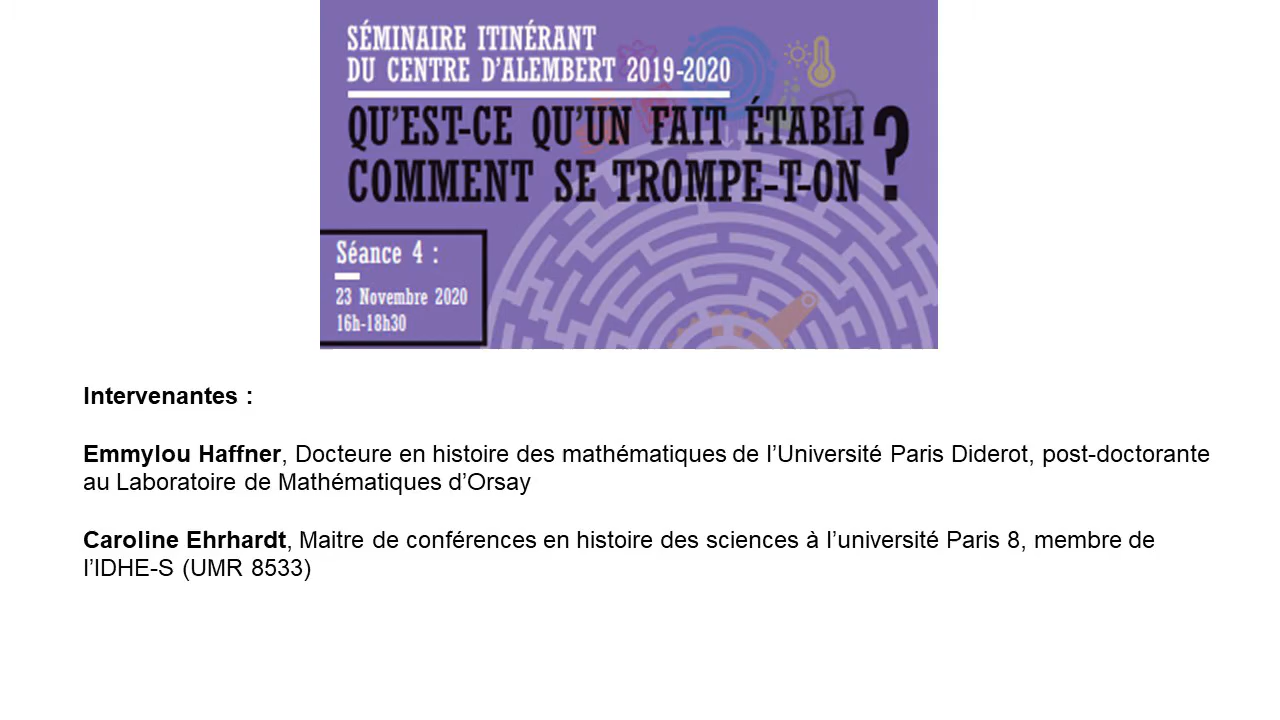 SÉMINAIRE ITINÉRANT
DU CENTRE D'ALEMBERT 2019-2020
QU'EST-CE QU'UN FAIT ÉTABLI
COMMENT SE TROMPE-T-ON ?
Séance 4 :
23 Novembre 2020
16h-18h30
Intervenantes :
Emmylou Haffner, Docteure en histoire des mathématiques de l’Université Paris Diderot, post-doctorante
au Laboratoire de Mathématiques d’Orsay
Caroline Ehrhardt, Maitre de conférences en histoire des sciences à l’université Paris 8, membre de
l’IDHE-S (UMR 8533)